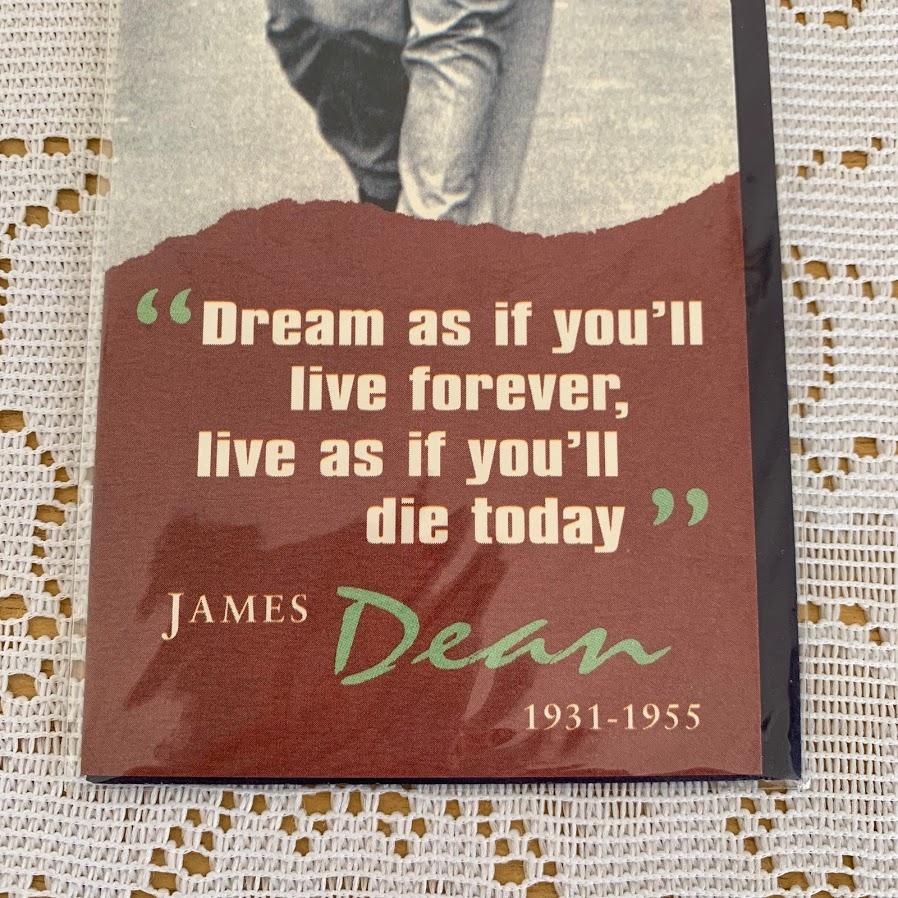 “Dream as if you’ll
live forever,
live as if you’ll
die today”
JAMES Dean
1931-1955